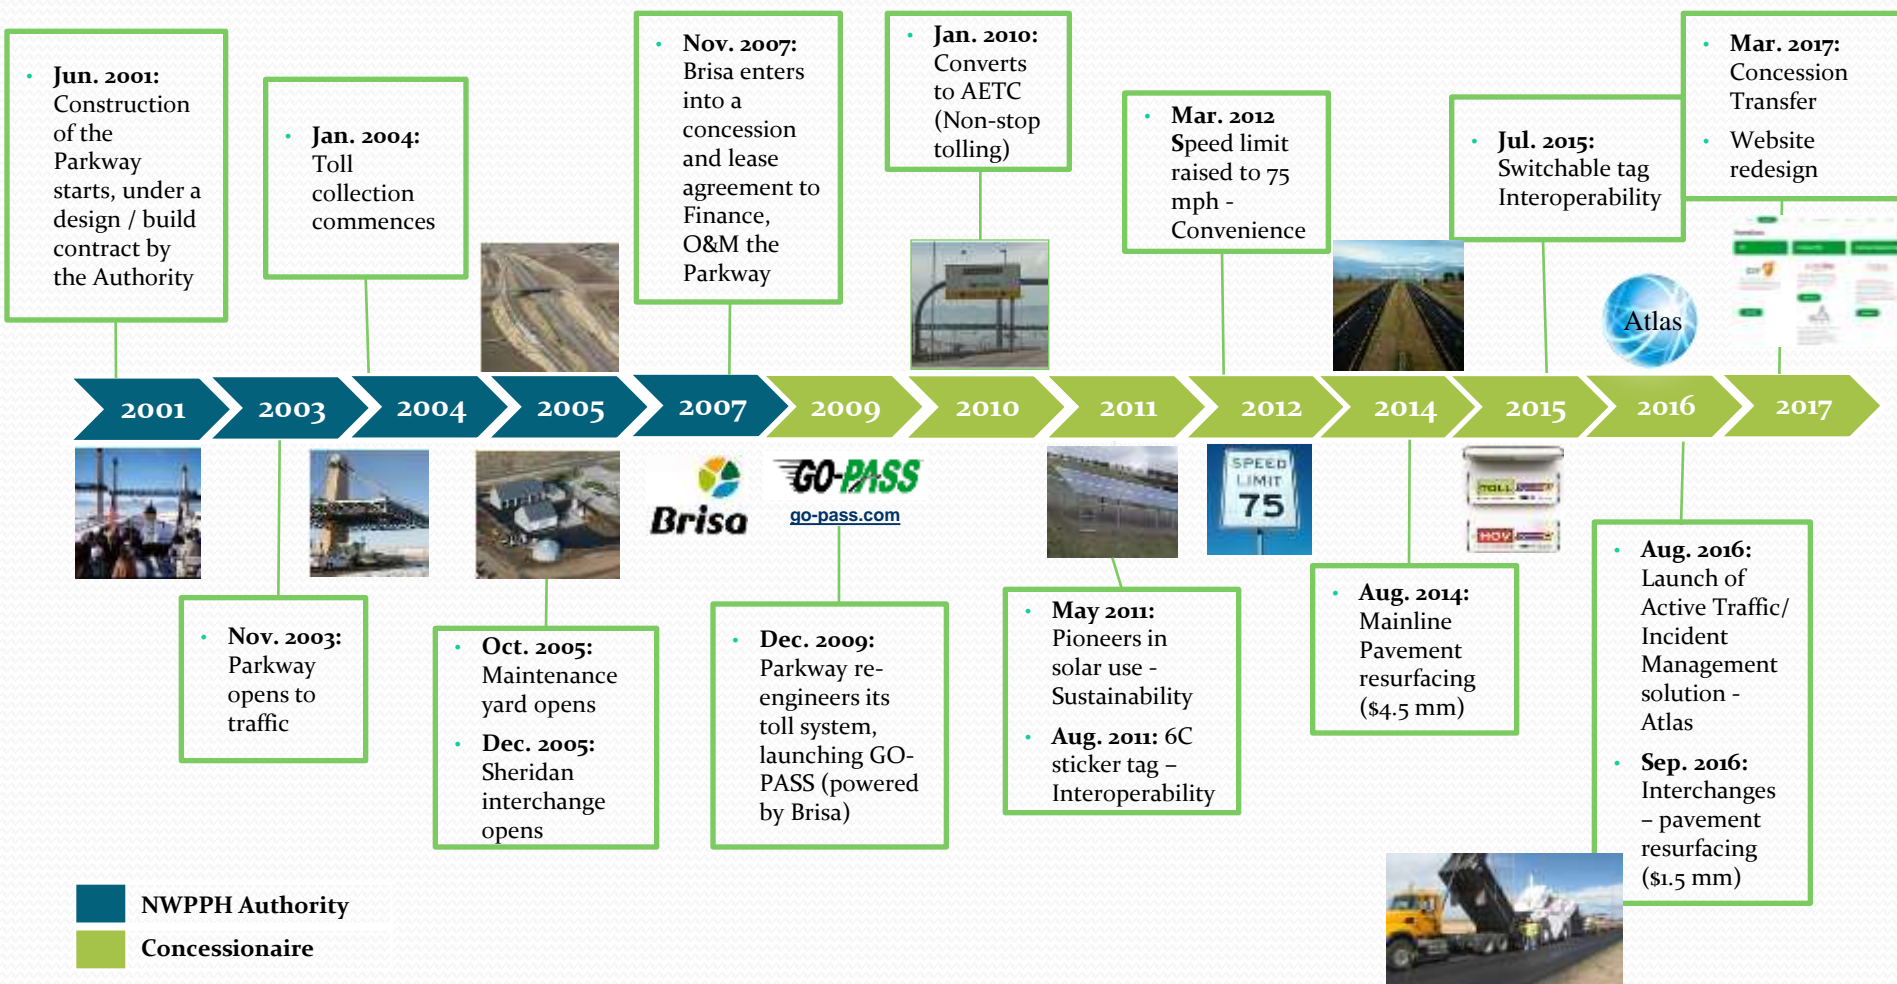 Jun. 2001:
Construction
of the
Parkway
starts, under a
design / build
contract by
the Authority
Jan. 2004:
Toll
collection
commences
Nov. 2007:
Brisa enters
into a
concession
and lease
agreement to
Finance,
O&M the
Parkway
Jan. 2010:
Converts
to AETC
(Non-stop
tolling)
Mar. 2012
Speed limit
raised to 75
mph -
Convenience
Jul. 2015:
Switchable tag
Interoperability
Mar. 2017:
Concession
Transfer
Website
redesign
Atlas
2001
2003
2004
2005
2007
2009
2010
2011
2012
2014
2015
2016
2017
Brisa
GO-PASS
go-pass.com
SPEED
LIMIT
75
TOLL
HOV
Nov. 2003:
Parkway
opens to
traffic
Oct. 2005:
Maintenance
yard opens
Dec. 2005:
Sheridan
interchange
opens
Dec. 2009:
Parkway re-
engineers its
toll system,
launching GO-
PASS (powered
by Brisa)
May 2011:
Pioneers in
solar use -
Sustainability
Aug. 2011: 6C
sticker tag –
Interoperability
Aug. 2014:
Mainline
Pavement
resurfacing
($4.5 mm)
Aug. 2016:
Launch of
Active Traffic/
Incident
Management
solution -
Atlas
Sep. 2016:
Interchanges
– pavement
resurfacing
($1.5 mm)
NWPPH Authority
Concessionaire